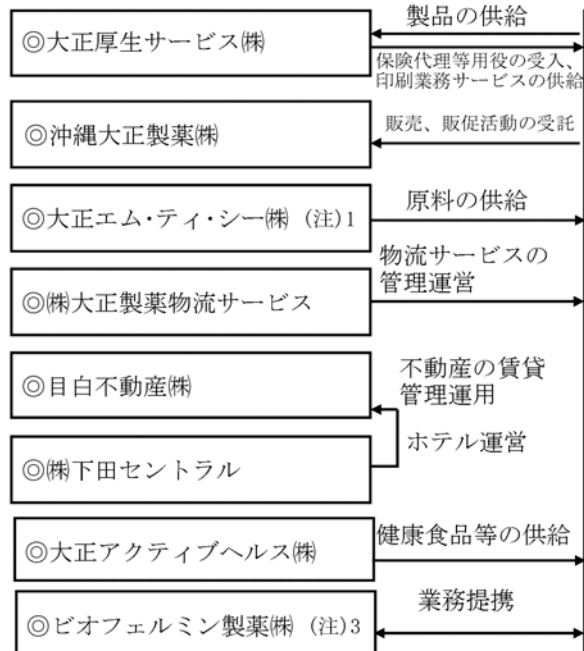 製品の供給
◎大正厚生サービス㈱
保険代理等用役の受入、
印刷業務サービスの供給
◎沖縄大正製薬㈱
販売、販促活動の受託
◎大正エム・ティ・シー㈱ (注)1
原料の供給
物流サービスの
管理運営
◎㈱大正製薬物流サービス
◎目白不動産㈱
不動産の賃貸
管理運用
ホテル運営
◎㈱下田セントラル
◎大正アクティブヘルス㈱
健康食品等の供給
◎ビオフェルミン製薬㈱ (注)3
業務提携